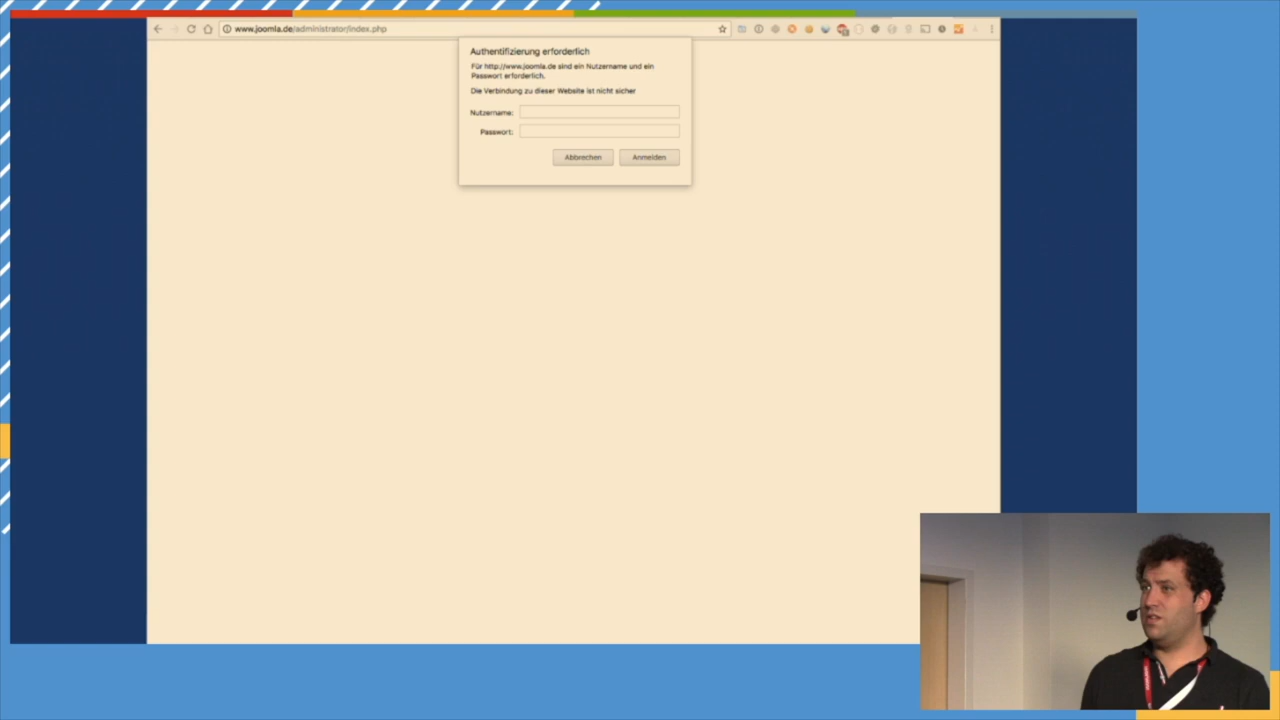 www.joomla.de/administrator/index.php
Authentifizierung erforderlich
Für http://www.joomla.de sind ein Nutzername und ein
Passwort erforderlich.
Die Verbindung zu dieser Website ist nicht sicher
Nutzername:
Passwort:
Abbrechen
Anmelden